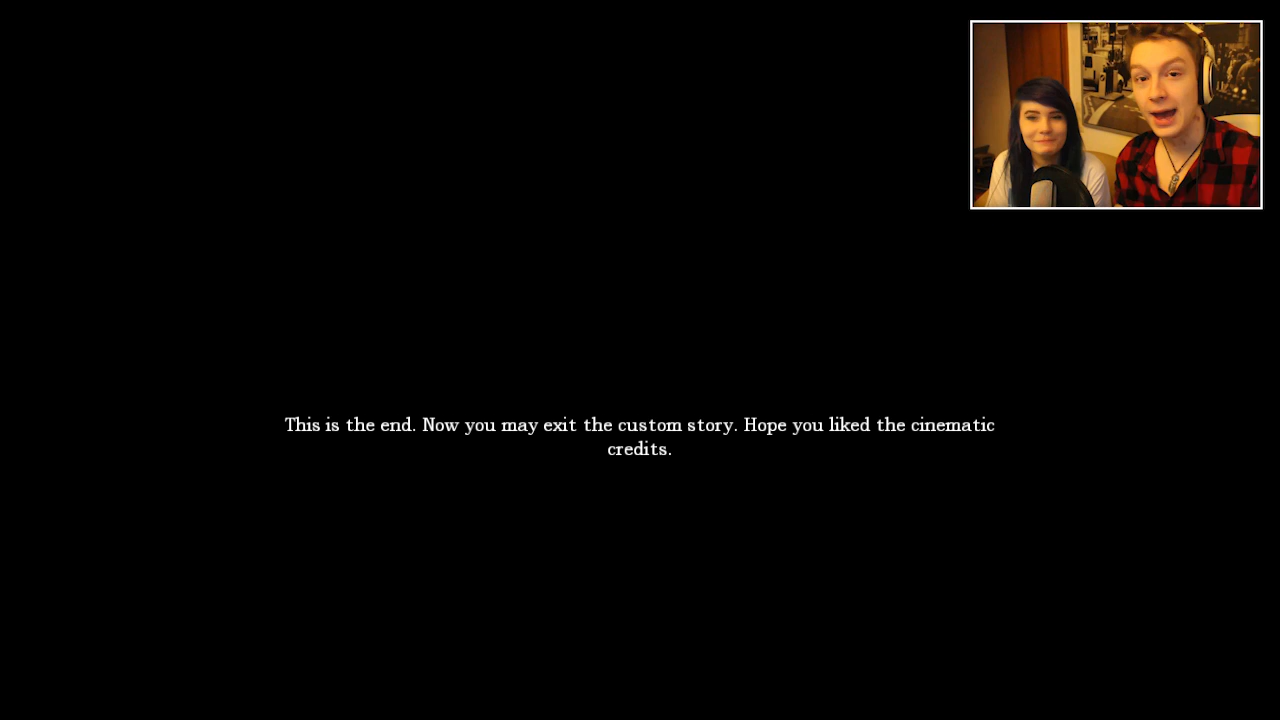 This is the end. Now you may exit the custom story. Hope you liked the cinematic
credits.